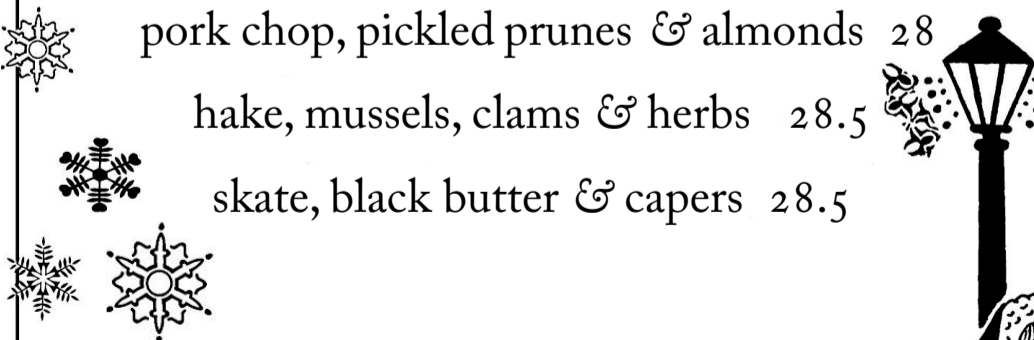 pork chop, pickled prunes & almonds 28
hake, mussels, clams & herbs 28.5
skate, black butter & capers 28.5